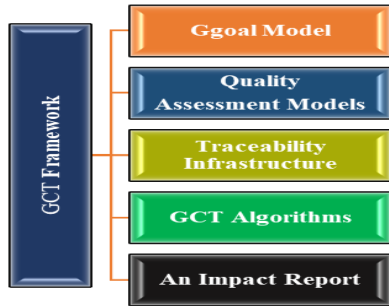 GCT Framework
Ggoal Model
Quality
Assessment Models
Traceability
Infrastructure
GCT Algorithms
An Impact Report